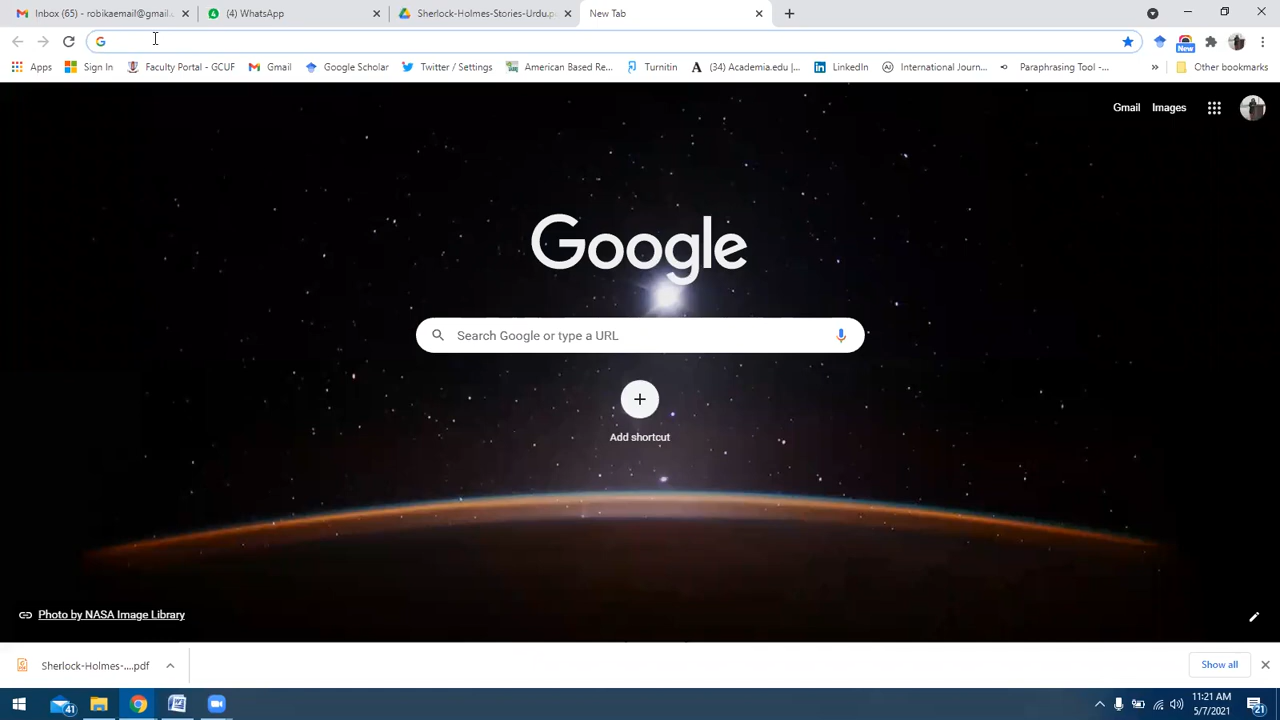 Inbox (65) - robikaemail@gmail.
(4) WhatsApp
Sherlock-Holmes-Stories-Urdu.p
New Tab
Apps
Sign In
Faculty Portal - GCUF
Gmail
Google Scholar
Twitter / Settings
American Based Re...
Turnitin
(34) Academia.edu |...
LinkedIn
International Journ...
Paraphrasing Tool -...
Other bookmarks
New
Gmail Images
Google
Search Google or type a URL
Add shortcut
Photo by NASA Image Library
Sherlock-Holmes-....pdf
Show all
41
11:21 AM
5/7/2021
21